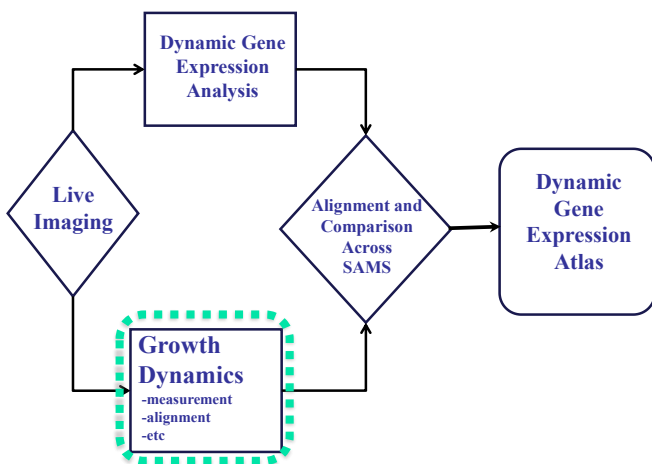 Dynamic Gene
Expression
Analysis
Live
Imaging
Growth
Dynamics
-measurement
-alignment
-etc
Alignment and
Comparison
Across
SAMS
Dynamic
Gene
Expression
Atlas